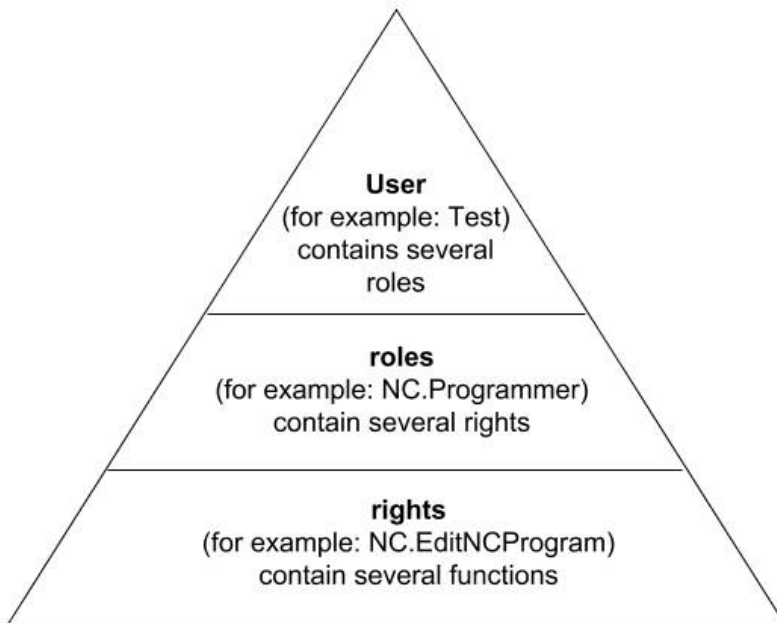 User
(for example: Test)
contains several
roles
roles
(for example: NC.Programmer)
contain several rights
rights
(for example: NC.EditNCProgram)
contain several functions